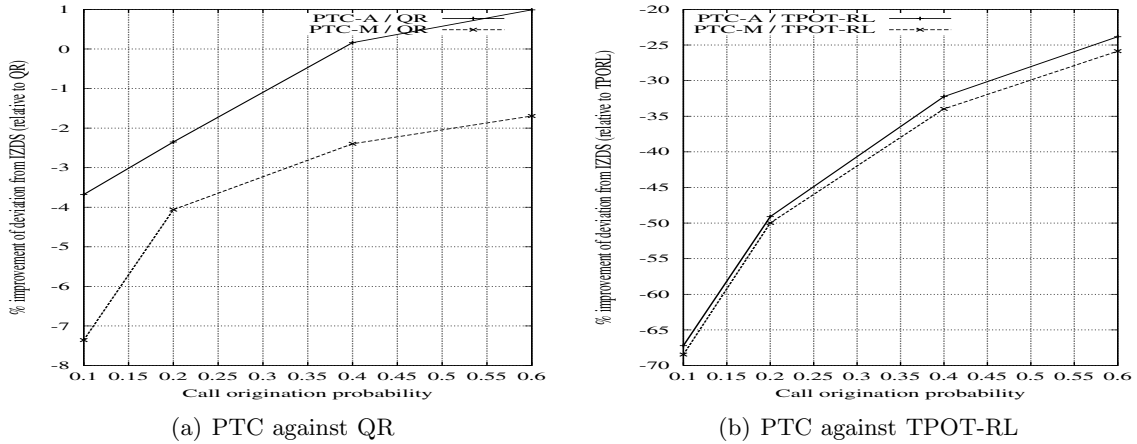 PTC-A / QR
PTC-M / QR
1
0
-1
-2
-3
-4
-5
-6
-7
-8
% improvement of deviation from IZDS (relative to QR)
0.1 0.15 0.2 0.25 0.3 0.35 0.4 0.45 0.5 0.55 0.6
Call origination probability
(a) PTC against QR
PTC-A / TPOT-RL
PTC-M / TPOT-RL
-20
-25
-30
-35
-40
-45
-50
-55
-60
-65
-70
% improvement of deviation from IZDS (relative to TPORL)
0.1 0.15 0.2 0.25 0.3 0.35 0.4 0.45 0.5 0.55 0.6
Call origination probability
(b) PTC against TPOT-RL